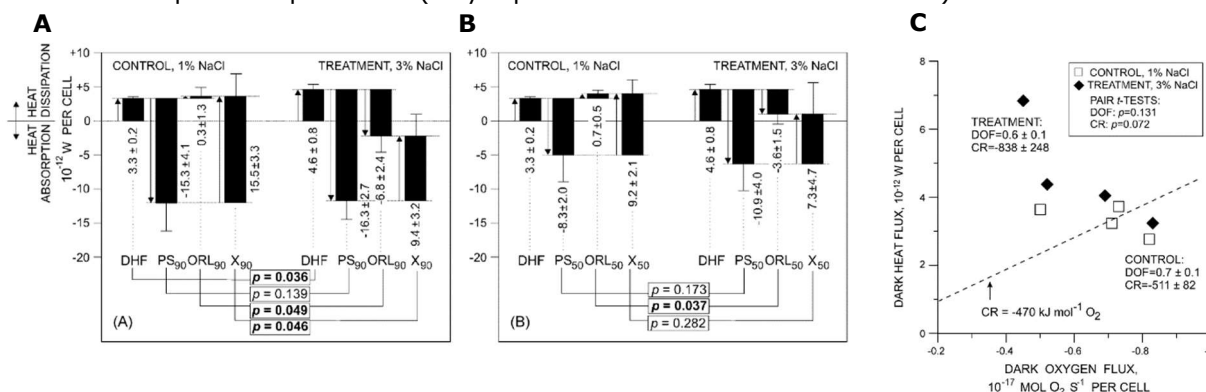 A
+10
+5
0
-5
-10
-15
-20
HEAT DISSIPATION
HEAT ABSORPTION
10⁻¹² W PER CELL
CONTROL, 1% NaCl
TREATMENT, 3% NaCl
3.3 ± 0.2
-15.3 ± 4.1
0.3±1.3
15.5±3.3
4.6 ± 0.8
-16.3 ± 2.7
-6.8 ± 2.4
9.4 ± 3.2
DHF PS₉₀ ORL₉₀ X₉₀ DHF PS₉₀ ORL₉₀ X₉₀
p = 0.036
p = 0.139
p = 0.049
p = 0.046
(A)
B
+10
+5
0
-5
-10
-15
-20
CONTROL, 1% NaCl
TREATMENT, 3% NaCl
3.3 ± 0.2
-8.3± 2.0
0.7±0.5
9.2 ± 2.1
4.6 ± 0.8
-10.9± 4.0
-3.6±1.5
7.3±4.7
DHF PS₅₀ ORL₅₀ X₅₀ DHF PS₅₀ ORL₅₀ X₅₀
p = 0.173
p = 0.037
p = 0.282
(B)
C
8
6
4
2
0
DARK HEAT FLUX, 10⁻¹² W PER CELL
CONTROL, 1% NaCl
TREATMENT, 3% NaCl
PAIR t-TESTS:
DOF: p=0.131
CR: p=0.072
TREATMENT:
DOF=0.6 ± 0.1
CR=-838 ± 248
CONTROL:
DOF=0.7 ± 0.1
CR=-511 ± 82
CR = -470 kJ mol⁻¹ O₂
-0.2 -0.4 -0.6 -0.8
DARK OXYGEN FLUX,
10⁻¹⁷ MOL O₂ S⁻¹ PER CELL